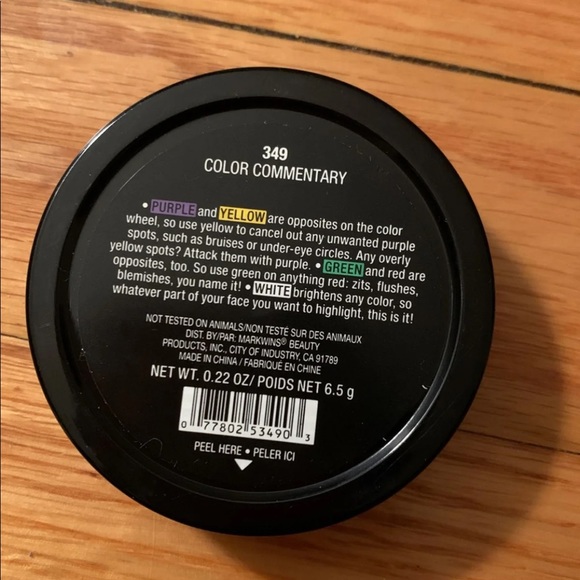 349
COLOR COMMENTARY
• PURPLE and YELLOW are opposites on the color
wheel, so use yellow to cancel out any unwanted purple
spots, such as bruises or under-eye circles. Any overly
yellow spots? Attack them with purple. • GREEN and red are
opposites, too. So use green on anything red: zits, flushes,
blemishes, you name it! • WHITE brightens any color, so
whatever part of your face you want to highlight, this is it!
NOT TESTED ON ANIMALS/NON TESTÉ SUR DES ANIMAUX
DIST. BY/PAR: MARKWINS® BEAUTY
PRODUCTS, INC., CITY OF INDUSTRY, CA 91789
MADE IN CHINA / FABRIQUÉ EN CHINE
NET WT. 0.22 OZ/ POIDS NET 6.5 g
0 77802 53490 3
PEEL HERE • PELER ICI